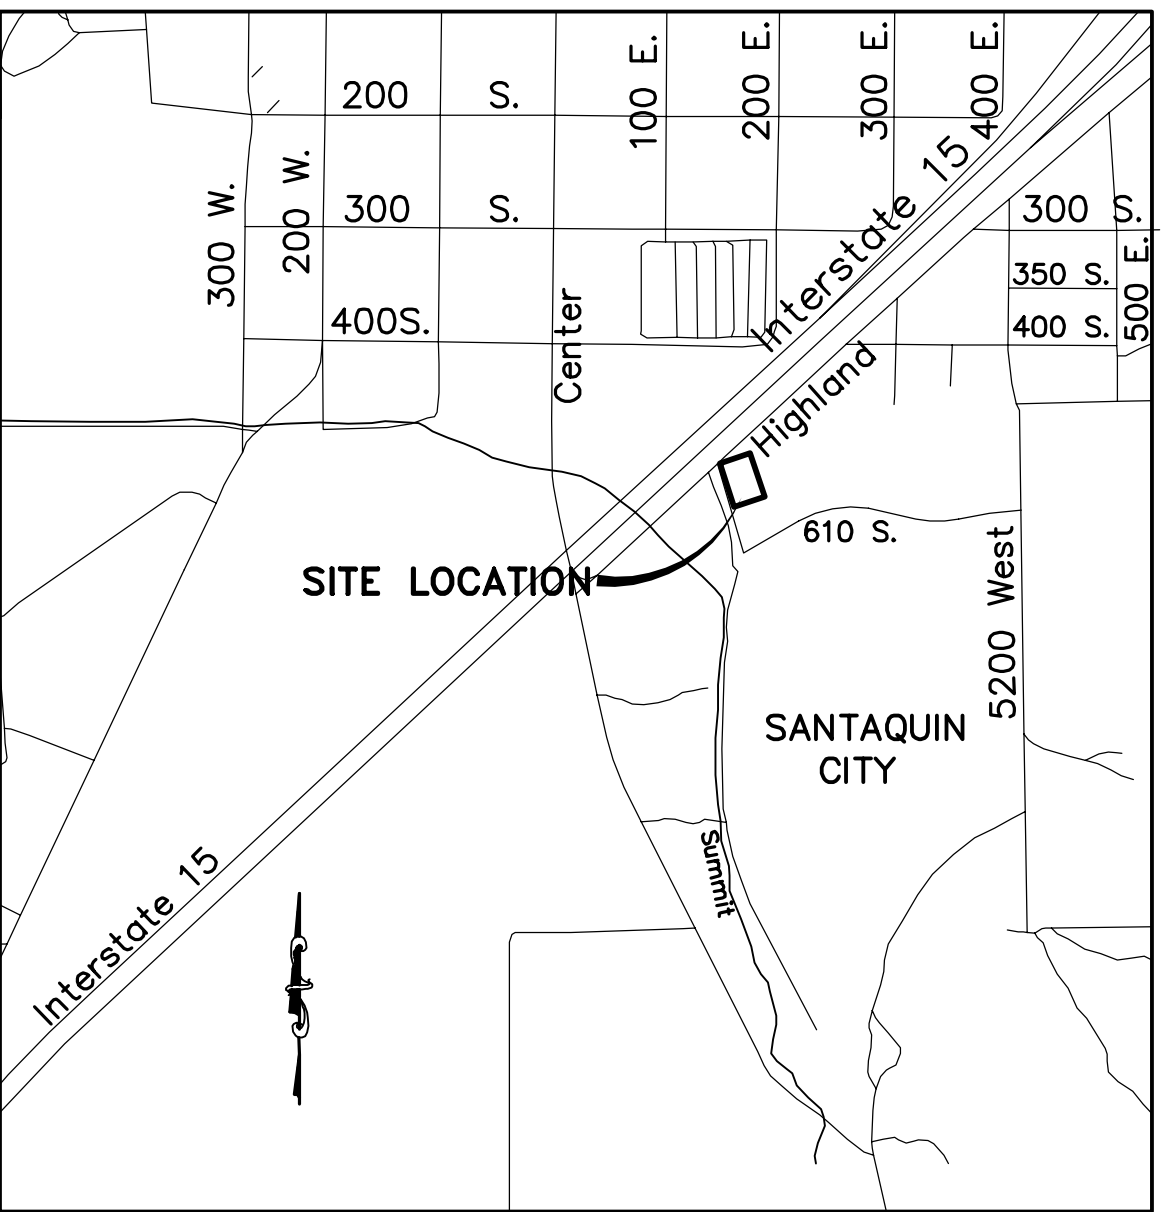 100 E.
200 E.
300 E.
400 E.
200 S.
300 W.
200 W.
300 S.
Interstate 15
300 S.
350 S.
500 E.
400S.
Center
400 S.
Highland
610 S.
SITE LOCATION
5200 West
SANTAQUIN
CITY
Summit
Interstate 15